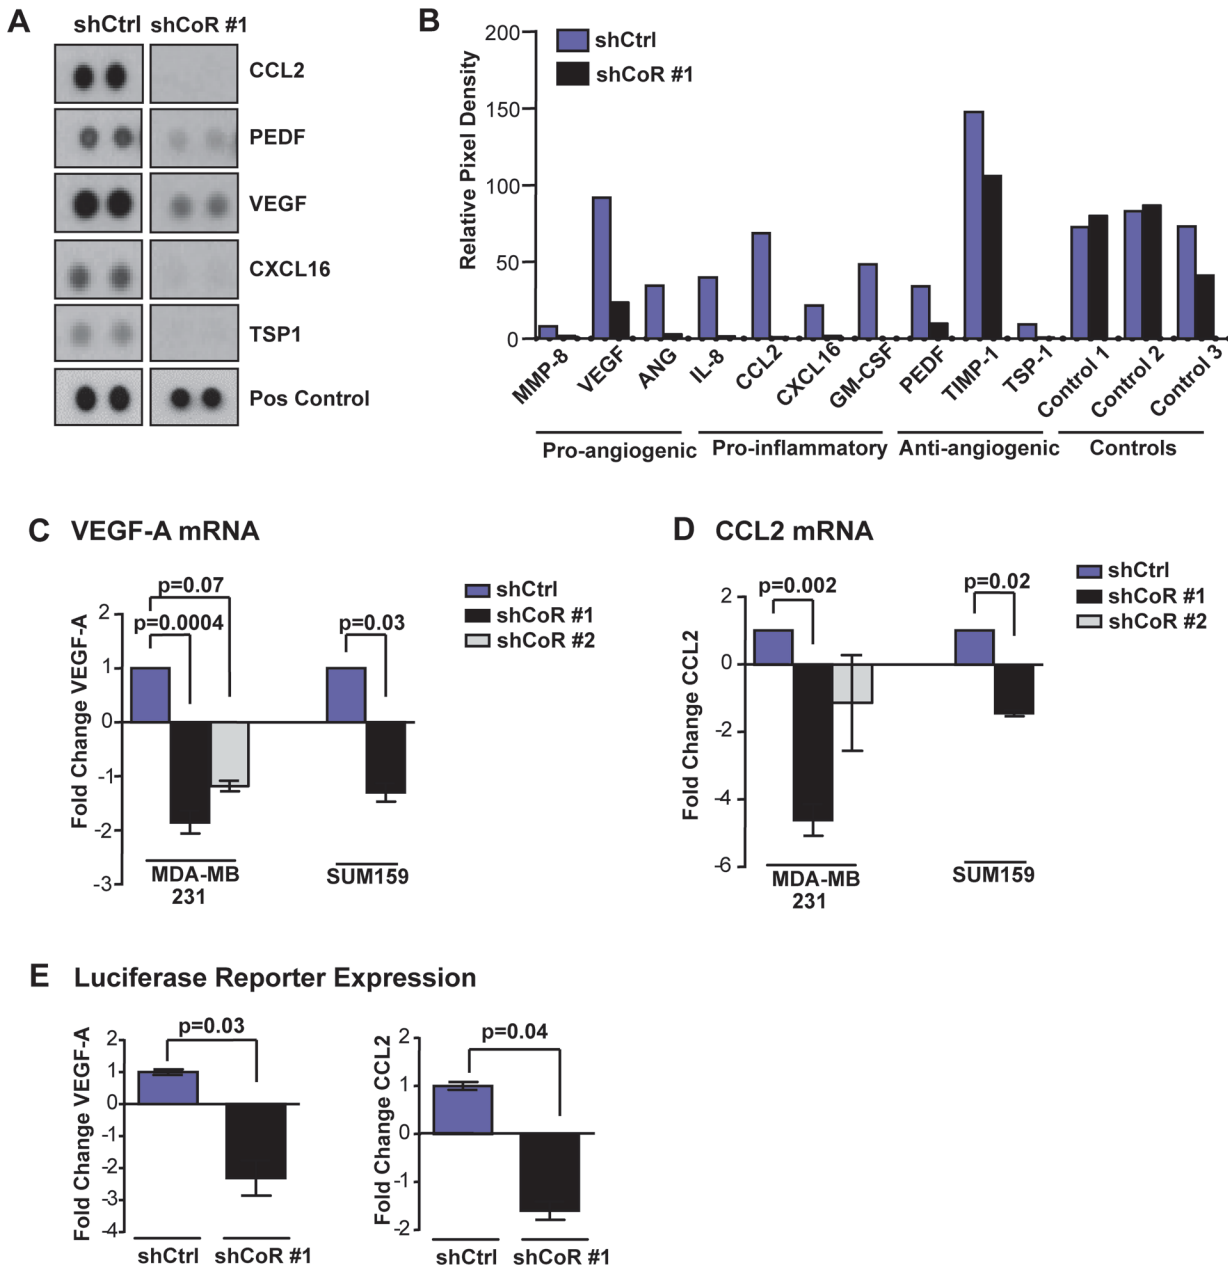 A
shCtrl shCoR #1
CCL2
PEDF
VEGF
CXCL16
TSP1
Pos Control
B
shCtrl
shCoR #1
Relative Pixel Density
200
150
100
50
0
MMP-8 VEGF ANG IL-8 CCL2 CXCL16 GM-CSF PEDF TIMP-1 TSP-1 Control 1 Control 2 Control 3
Pro-angiogenic Pro-inflammatory Anti-angiogenic Controls
C VEGF-A mRNA
shCtrl
shCoR #1
shCoR #2
p=0.07
p=0.0004 p=0.03
Fold Change VEGF-A
2
1
0
-1
-2
-3
MDA-MB
231
SUM159
D CCL2 mRNA
shCtrl
shCoR #1
shCoR #2
p=0.002 p=0.02
Fold Change CCL2
2
0
-2
-4
-6
MDA-MB
231
SUM159
E Luciferase Reporter Expression
p=0.03
Fold Change VEGF-A
2
1
0
-1
-2
-3
-4
shCtrl shCoR #1
p=0.04
Fold Change CCL2
2
1
0
-1
-2
shCtrl shCoR #1